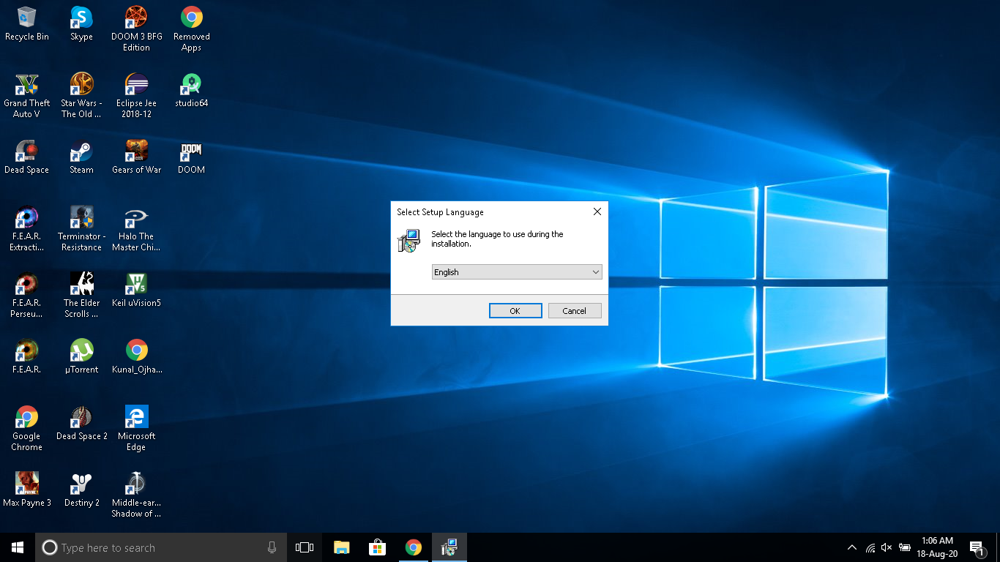 Recycle Bin
Skype
DOOM 3 BFG
Edition
Removed
Apps
Grand Theft
Auto V
Star Wars -
The Old ...
Eclipse Jee
2018-12
studio64
Dead Space
Steam
Gears of War
DOOM
DOOM
F.E.A.R.
Extracti...
Terminator -
Resistance
Halo The
Master Chi...
F.E.A.R.
Perseu...
The Elder
Scrolls ...
Keil uVision5
F.E.A.R.
µTorrent
Kunal_Ojha...
Google
Chrome
Dead Space 2
Microsoft
Edge
Max Payne 3
Destiny 2
Middle-ear...
Shadow of ...
Select Setup Language
Select the language to use during the
installation.
English
OK
Cancel
Type here to search
1:06 AM
18-Aug-20
1